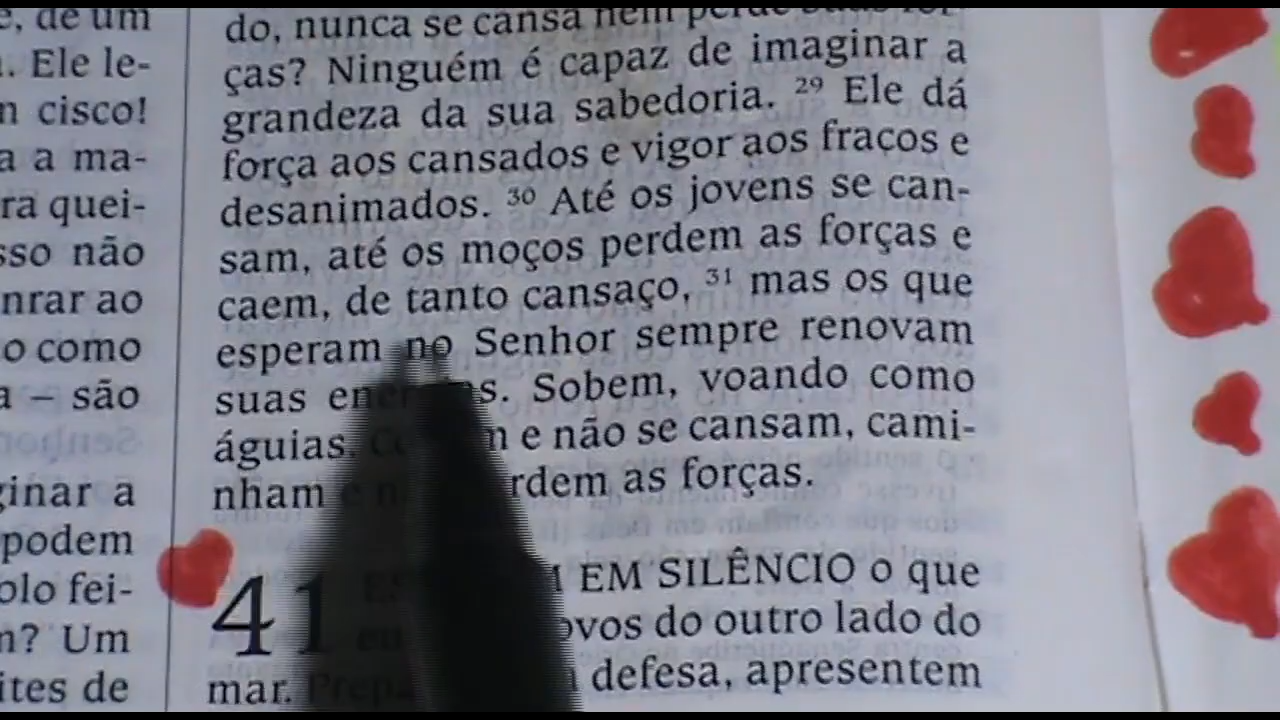 e, de um
. Ele le-
n cisco!
a a ma-
ra quei-
sso não
nrar ao
o como
a – são
ginar a
podem
olo fei-
n? Um
ites de
do, nunca se cansa nem perde suas for-
ças? Ninguém é capaz de imaginar a
grandeza da sua sabedoria. 29 Ele dá
força aos cansados e vigor aos fracos e
desanimados. 30 Até os jovens se can-
sam, até os moços perdem as forças e
caem, de tanto cansaço, 31 mas os que
esperam no Senhor sempre renovam
suas energias. Sobem, voando como
águias. Correm e não se cansam, cami-
nham e não perdem as forças.
41 EM SILÊNCIO o que
ovos do outro lado do
mar. defesa, apresentem